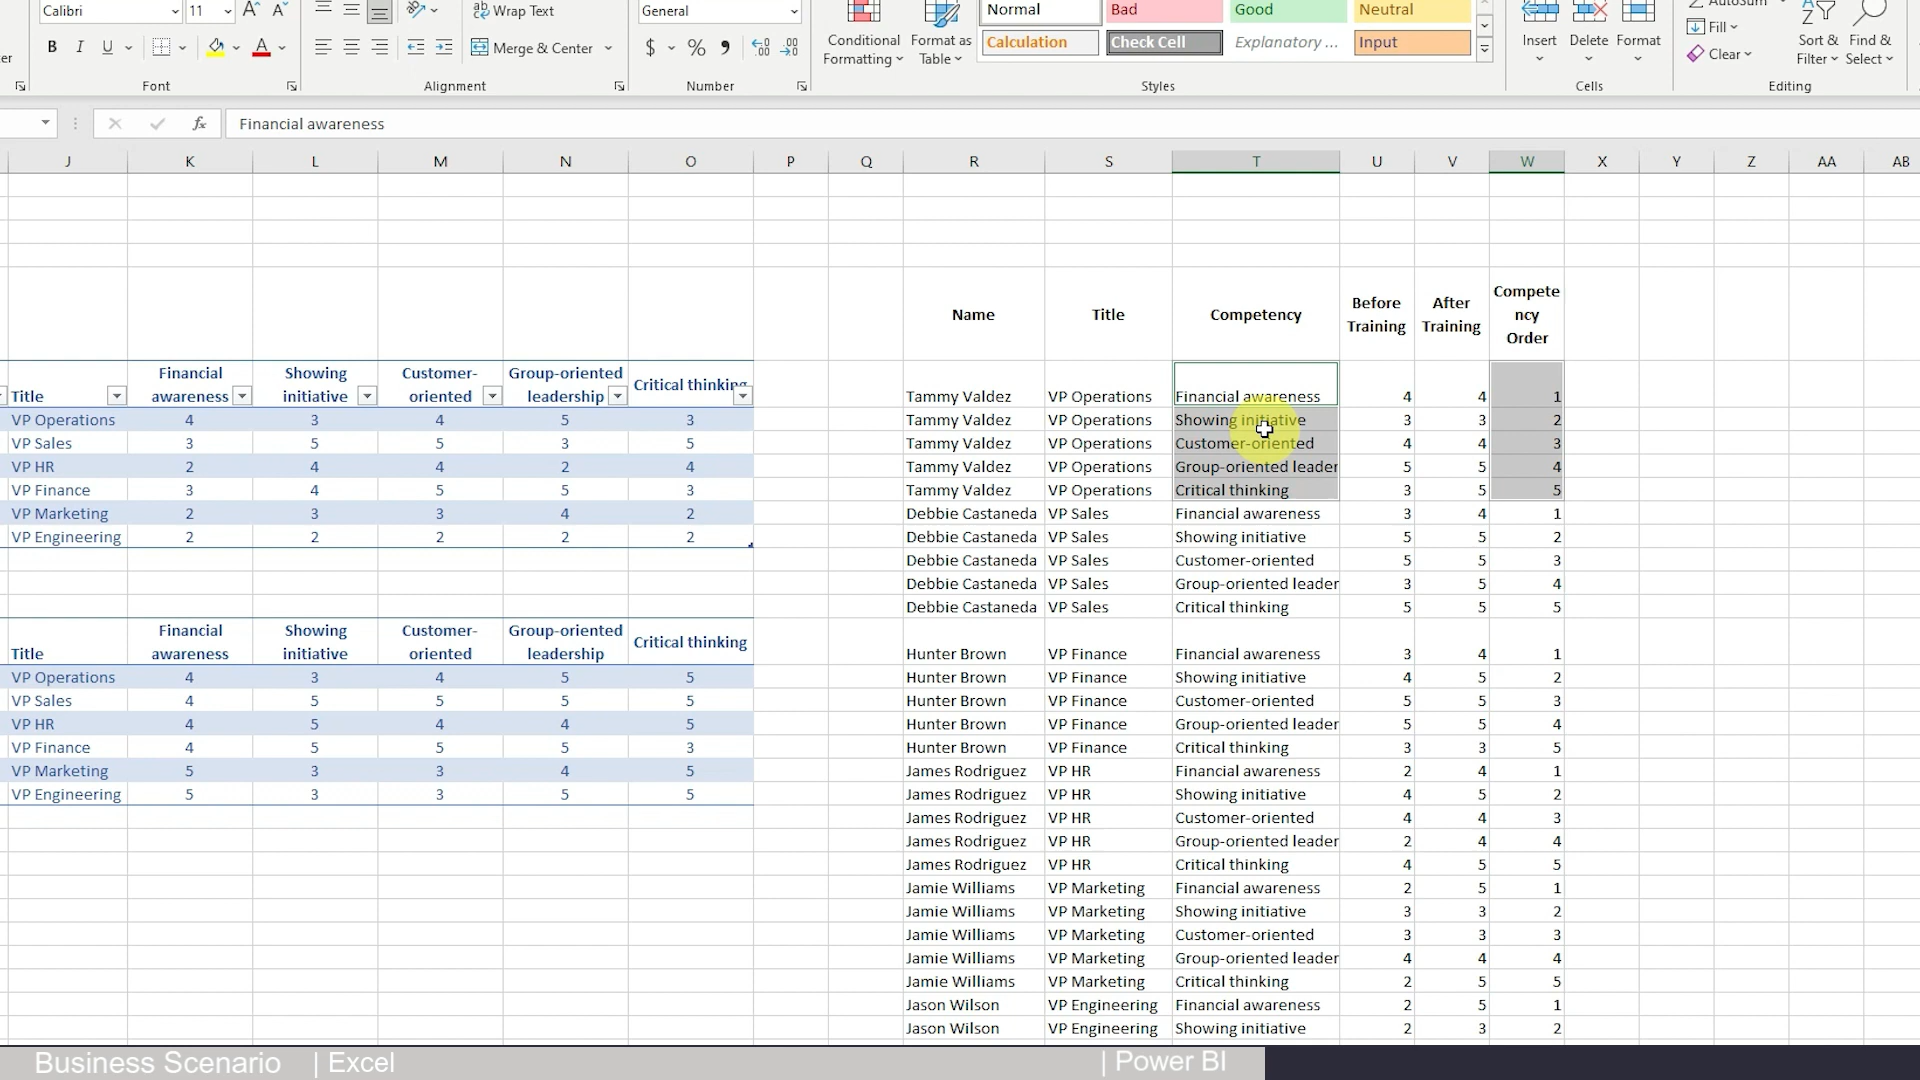 Calibri 11 A A Wrap Text General Normal Bad Good Neutral AutoSum
B I U A Merge & Center $ % 9 Conditional Formatting Format as Table Calculation Check Cell Explanatory ... Input Insert Delete Format Fill Clear Sort & Filter Find & Select
Font Alignment Number Styles Cells Editing
fx Financial awareness
J K L M N O P Q R S T U V W X Y Z AA AB
Name Title Competency Before Training After Training Compete ncy Order
Title Financial awareness Showing initiative Customer-oriented Group-oriented leadership Critical thinking Tammy Valdez VP Operations Financial awareness 4 4 1
VP Operations 4 3 4 5 3 Tammy Valdez VP Operations Showing initiative 3 3 2
VP Sales 3 5 5 3 5 Tammy Valdez VP Operations Customer-oriented 4 4 3
VP HR 2 4 4 2 4 Tammy Valdez VP Operations Group-oriented leader 5 5 4
VP Finance 3 4 5 5 3 Tammy Valdez VP Operations Critical thinking 3 5 5
VP Marketing 2 3 3 4 2 Debbie Castaneda VP Sales Financial awareness 3 4 1
VP Engineering 2 2 2 2 2 Debbie Castaneda VP Sales Showing initiative 5 5 2
Debbie Castaneda VP Sales Customer-oriented 5 5 3
Debbie Castaneda VP Sales Group-oriented leader 3 5 4
Debbie Castaneda VP Sales Critical thinking 5 5 5
Title Financial awareness Showing initiative Customer-oriented Group-oriented leadership Critical thinking Hunter Brown VP Finance Financial awareness 3 4 1
VP Operations 4 3 4 5 5 Hunter Brown VP Finance Showing initiative 4 5 2
VP Sales 4 5 5 5 5 Hunter Brown VP Finance Customer-oriented 5 5 3
VP HR 4 5 4 4 5 Hunter Brown VP Finance Group-oriented leader 5 5 4
VP Finance 4 5 5 5 3 Hunter Brown VP Finance Critical thinking 3 3 5
VP Marketing 5 3 3 4 5 James Rodriguez VP HR Financial awareness 2 4 1
VP Engineering 5 3 3 5 5 James Rodriguez VP HR Showing initiative 4 5 2
James Rodriguez VP HR Customer-oriented 4 4 3
James Rodriguez VP HR Group-oriented leader 2 4 4
James Rodriguez VP HR Critical thinking 4 5 5
Jamie Williams VP Marketing Financial awareness 2 5 1
Jamie Williams VP Marketing Showing initiative 3 3 2
Jamie Williams VP Marketing Customer-oriented 3 3 3
Jamie Williams VP Marketing Group-oriented leader 4 4 4
Jamie Williams VP Marketing Critical thinking 2 5 5
Jason Wilson VP Engineering Financial awareness 2 5 1
Jason Wilson VP Engineering Showing initiative 2 3 2
Business Scenario | Excel | Power BI